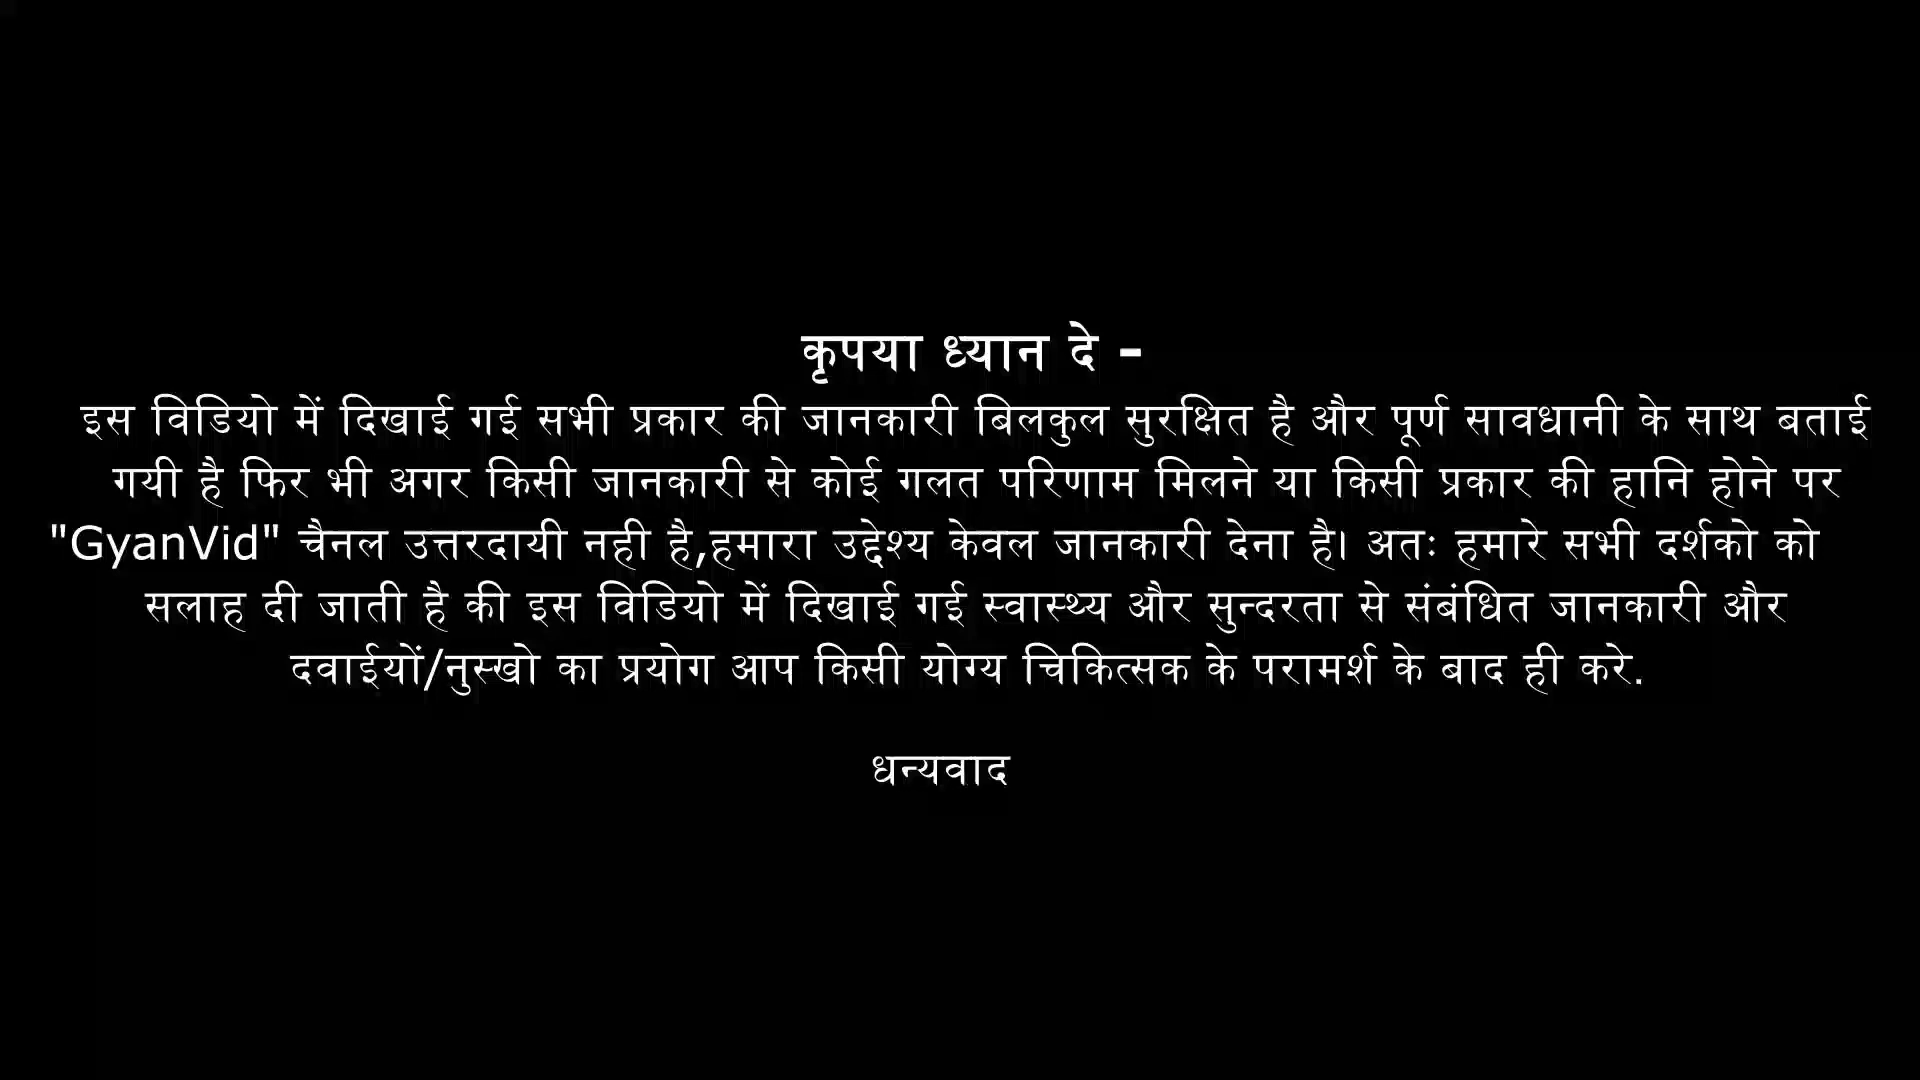 कृपया ध्यान दे -
इस विडियो में दिखाई गई सभी प्रकार की जानकारी बिलकुल सुरक्षित है और पूर्ण सावधानी के साथ बताई
गयी है फिर भी अगर किसी जानकारी से कोई गलत परिणाम मिलने या किसी प्रकार की हानि होने पर
"GyanVid" चैनल उत्तरदायी नही है,हमारा उद्देश्य केवल जानकारी देना है। अतः हमारे सभी दर्शको को
सलाह दी जाती है की इस विडियो में दिखाई गई स्वास्थ्य और सुन्दरता से संबंधित जानकारी और
दवाईयों/नुस्खो का प्रयोग आप किसी योग्य चिकित्सक के परामर्श के बाद ही करे.
धन्यवाद